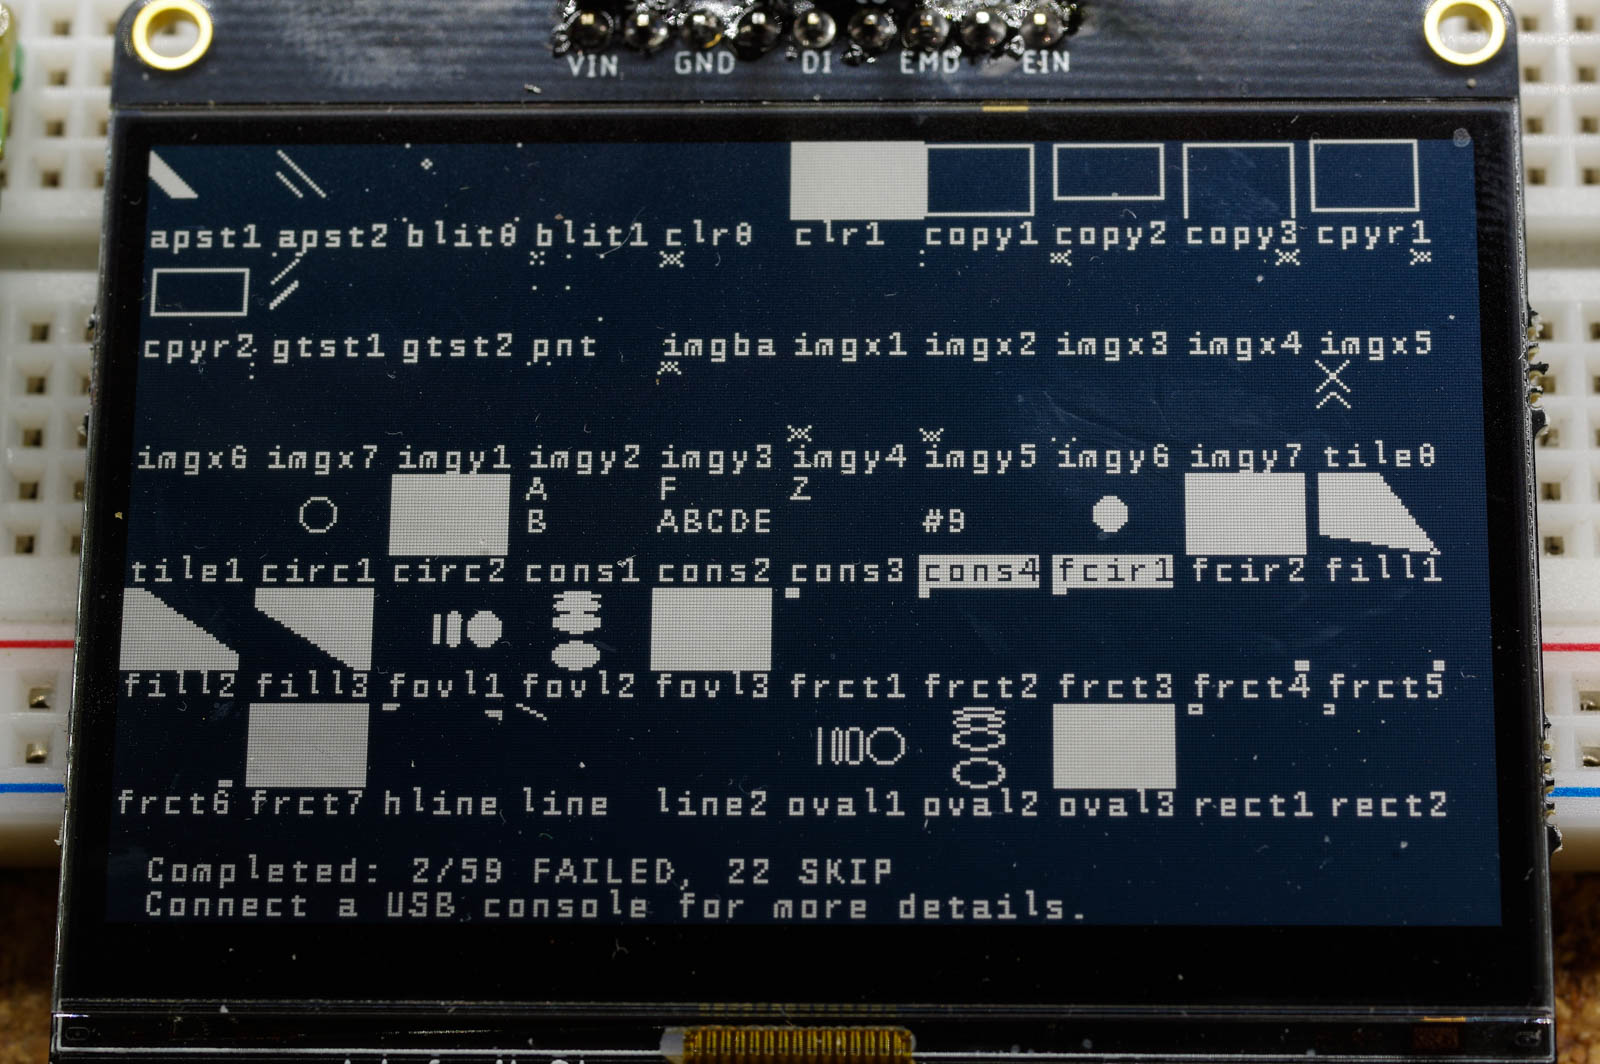 VIN GND DI EMD EIN
apst1 apst2 blit0 blit1 clr0 clr1 copy1 copy2 copy3 cpyr1
cpyr2 gtst1 gtst2 pnt imgba imgx1 imgx2 imgx3 imgx4 imgx5
imgx6 imgx7 imgy1 imgy2 imgy3 imgy4 imgy5 imgy6 imgy7 tile0
A F Z
B ABCDE #9
tile1 circ1 circ2 cons1 cons2 cons3 cons4 fcir1 fcir2 fill1
fill2 fill3 fovl1 fovl2 fovl3 frct1 frct2 frct3 frct4 frct5
frct6 frct7 hline line line2 oval1 oval2 oval3 rect1 rect2
Completed: 2/59 FAILED, 22 SKIP
Connect a USB console for more details.